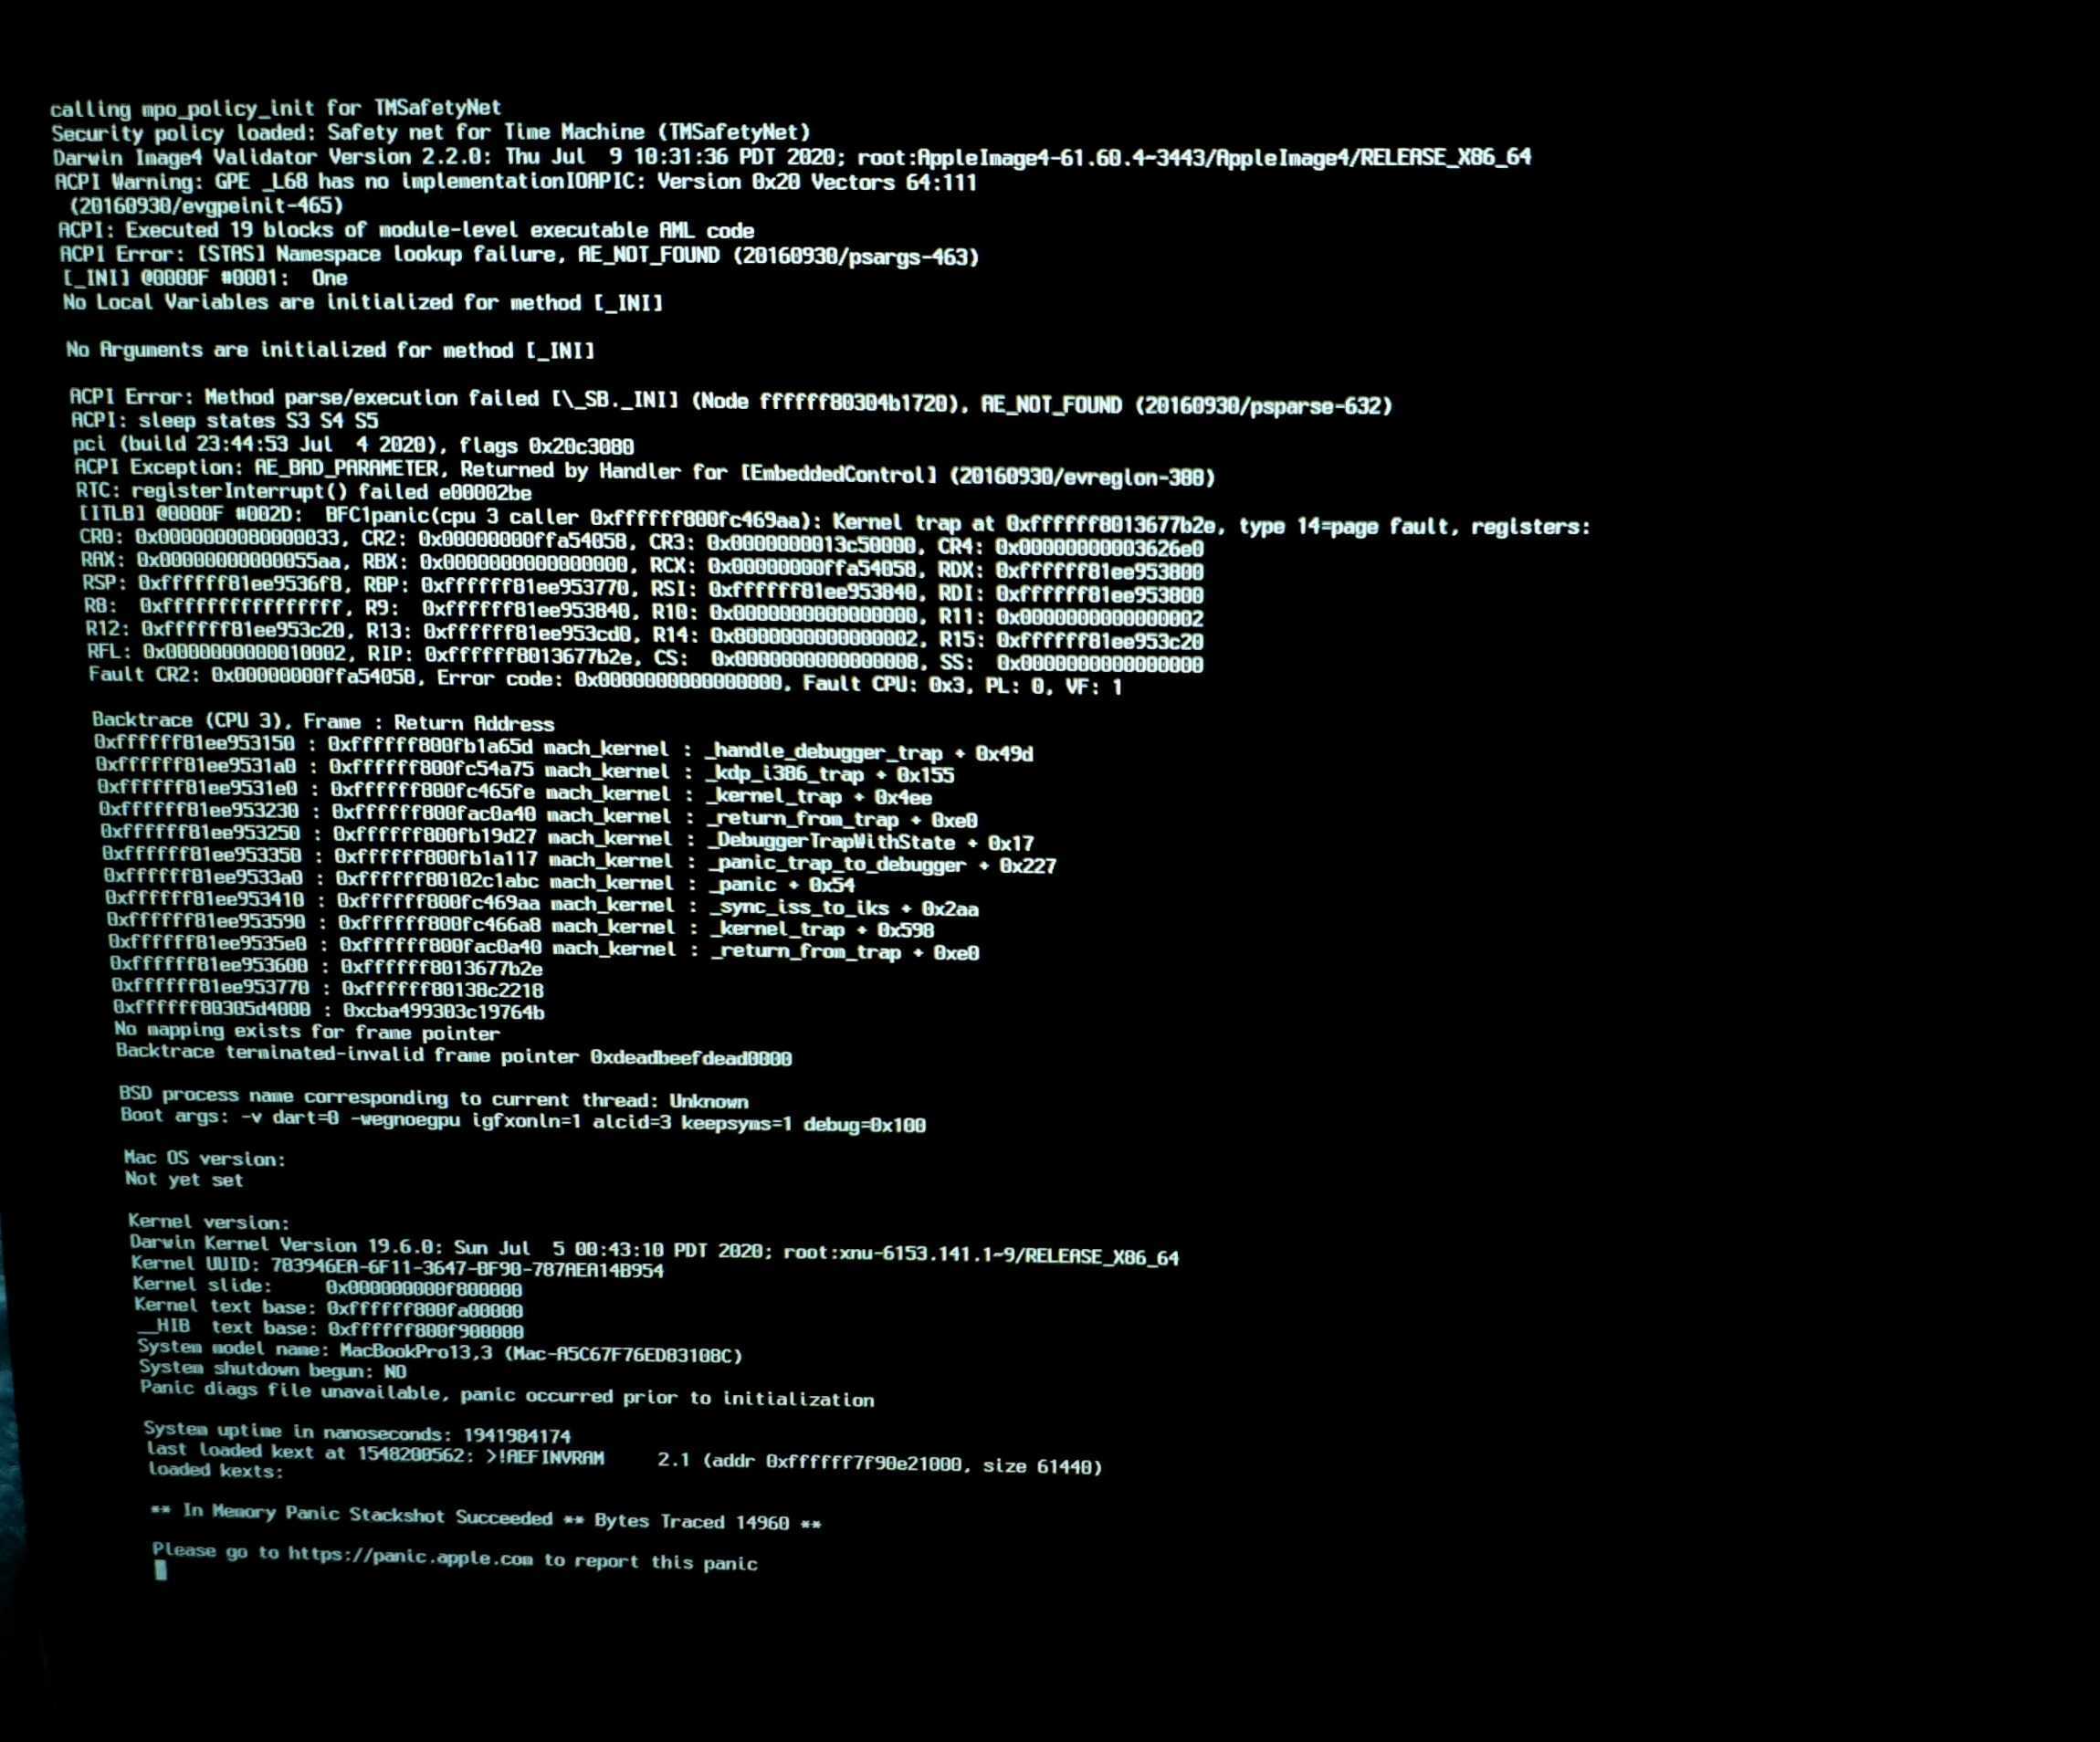 calling mpo_policy_init for TMSafetyNet
Security policy loaded: Safety net for Time Machine (TMSafetyNet)
Darwin Image4 Validator Version 2.2.0: Thu Jul  9 10:31:36 PDT 2020; root:AppleImage4-61.60.4~3443/AppleImage4/RELEASE_X86_64
ACPI Warning: GPE _L68 has no implementationIOAPIC: Version 0x20 Vectors 64:111
(20160930/evgpeinit-465)
ACPI: Executed 19 blocks of module-level executable AML code
ACPI Error: [STAS] Namespace lookup failure, AE_NOT_FOUND (20160930/psargs-463)
[_INI] @0000F #0001:  One
No Local Variables are initialized for method [_INI]
No Arguments are initialized for method [_INI]
ACPI Error: Method parse/execution failed [\_SB._INI] (Node ffffff80304b1720), AE_NOT_FOUND (20160930/psparse-632)
ACPI: sleep states S3 S4 S5
pci (build 23:44:53 Jul  4 2020), flags 0x20c3080
ACPI Exception: AE_BAD_PARAMETER, Returned by Handler for [EmbeddedControl] (20160930/evregion-388)
RTC: registerInterrupt() failed e00002be
[ITLB] @0000F #002D:  BFC1panic(cpu 3 caller 0xffffff800fc469aa): Kernel trap at 0xffffff8013677b2e, type 14=page fault, registers:
CR0: 0x0000000080000033, CR2: 0x00000000ffa54058, CR3: 0x0000000013c50000, CR4: 0x00000000003626e0
RAX: 0x00000000000055aa, RBX: 0x0000000000000000, RCX: 0x00000000ffa54058, RDX: 0xffffff81ee953800
RSP: 0xffffff81ee9536f8, RBP: 0xffffff81ee953770, RSI: 0xffffff81ee953840, RDI: 0xffffff81ee953800
R8:  0xffffffffffffffff, R9:  0xffffff81ee953840, R10: 0x0000000000000000, R11: 0x0000000000000002
R12: 0xffffff81ee953c20, R13: 0xffffff81ee953cd0, R14: 0x8000000000000002, R15: 0xffffff81ee953c20
RFL: 0x0000000000010002, RIP: 0xffffff8013677b2e, CS:  0x0000000000000008, SS:  0x0000000000000000
Fault CR2: 0x00000000ffa54058, Error code: 0x0000000000000000, Fault CPU: 0x3, PL: 0, VF: 1
Backtrace (CPU 3), Frame : Return Address
0xffffff81ee953150 : 0xffffff800fb1a65d mach_kernel : _handle_debugger_trap + 0x49d
0xffffff81ee9531a0 : 0xffffff800fc54a75 mach_kernel : _kdp_i386_trap + 0x155
0xffffff81ee9531e0 : 0xffffff800fc465fe mach_kernel : _kernel_trap + 0x4ee
0xffffff81ee953230 : 0xffffff800fac0a40 mach_kernel : _return_from_trap + 0xe0
0xffffff81ee953250 : 0xffffff800fb19d27 mach_kernel : _DebuggerTrapWithState + 0x17
0xffffff81ee953350 : 0xffffff800fb1a117 mach_kernel : _panic_trap_to_debugger + 0x227
0xffffff81ee9533a0 : 0xffffff80102c1abc mach_kernel : _panic + 0x54
0xffffff81ee953410 : 0xffffff800fc469aa mach_kernel : _sync_iss_to_iks + 0x2aa
0xffffff81ee953590 : 0xffffff800fc466a8 mach_kernel : _kernel_trap + 0x598
0xffffff81ee9535e0 : 0xffffff800fac0a40 mach_kernel : _return_from_trap + 0xe0
0xffffff81ee953600 : 0xffffff8013677b2e
0xffffff81ee953770 : 0xffffff80138c2218
0xffffff80305d4000 : 0xcba499303c19764b
No mapping exists for frame pointer
Backtrace terminated-invalid frame pointer 0xdeadbeefdead0000
BSD process name corresponding to current thread: Unknown
Boot args: -v dart=0 -wegnoegpu igfxonln=1 alcid=3 keepsyms=1 debug=0x100
Mac OS version:
Not yet set
Kernel version:
Darwin Kernel Version 19.6.0: Sun Jul  5 00:43:10 PDT 2020; root:xnu-6153.141.1~9/RELEASE_X86_64
Kernel UUID: 783946EA-6F11-3647-BF90-787AEA14B954
Kernel slide:     0x000000000f800000
Kernel text base: 0xffffff800fa00000
__HIB  text base: 0xffffff800f900000
System model name: MacBookPro13,3 (Mac-A5C67F76ED83108C)
System shutdown begun: NO
Panic diags file unavailable, panic occurred prior to initialization
System uptime in nanoseconds: 1941984174
last loaded kext at 1548200562: >!AEFINVRAM     2.1 (addr 0xffffff7f90e21000, size 61440)
loaded kexts:
** In Memory Panic Stackshot Succeeded ** Bytes Traced 14960 **
Please go to https://panic.apple.com to report this panic